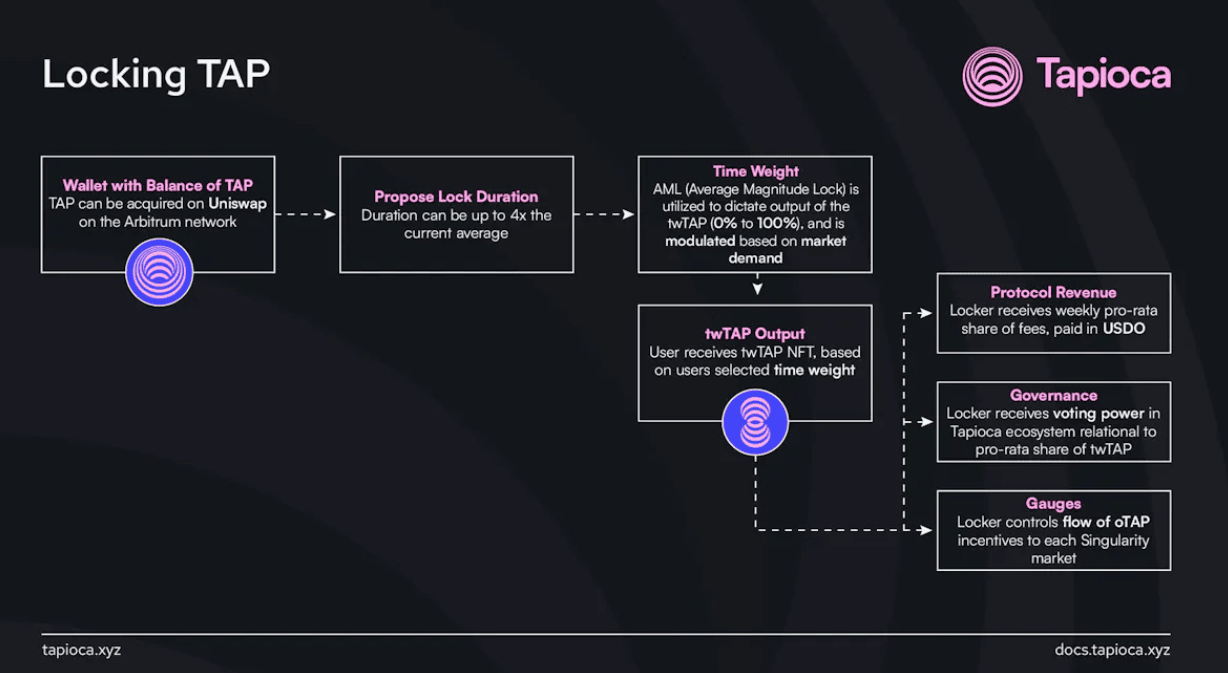 Locking TAP
Tapioca
Wallet with Balance of TAP
TAP can be acquired on Uniswap
on the Arbitrum network
Propose Lock Duration
Duration can be up to 4x the
current average
Time Weight
AML (Average Magnitude Lock) is
utilized to dictate output of the
twTAP (0% to 100%), and is
modulated based on market
demand
twTAP Output
User receives twTAP NFT, based
on users selected time weight
Protocol Revenue
Locker receives weekly pro-rata
share of fees, paid in USDO
Governance
Locker receives voting power in
Tapioca ecosystem relational to
pro-rata share of twTAP
Gauges
Locker controls flow of oTAP
incentives to each Singularity
market
tapioca.xyz
docs.tapioca.xyz